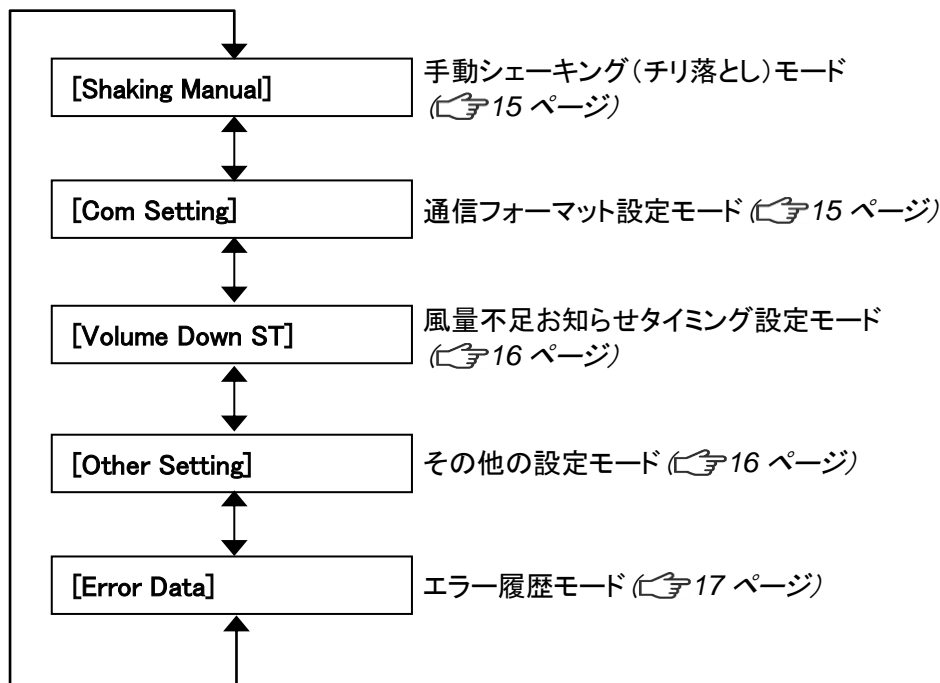 [Shaking Manual]
手動シェーキング（チリ落とし）モード
(15 ページ)
[Com Setting]
通信フォーマット設定モード(15 ページ)
[Volume Down ST]
風量不足お知らせタイミング設定モード
(16 ページ)
[Other Setting]
その他の設定モード(16 ページ)
[Error Data]
エラー履歴モード(17 ページ)